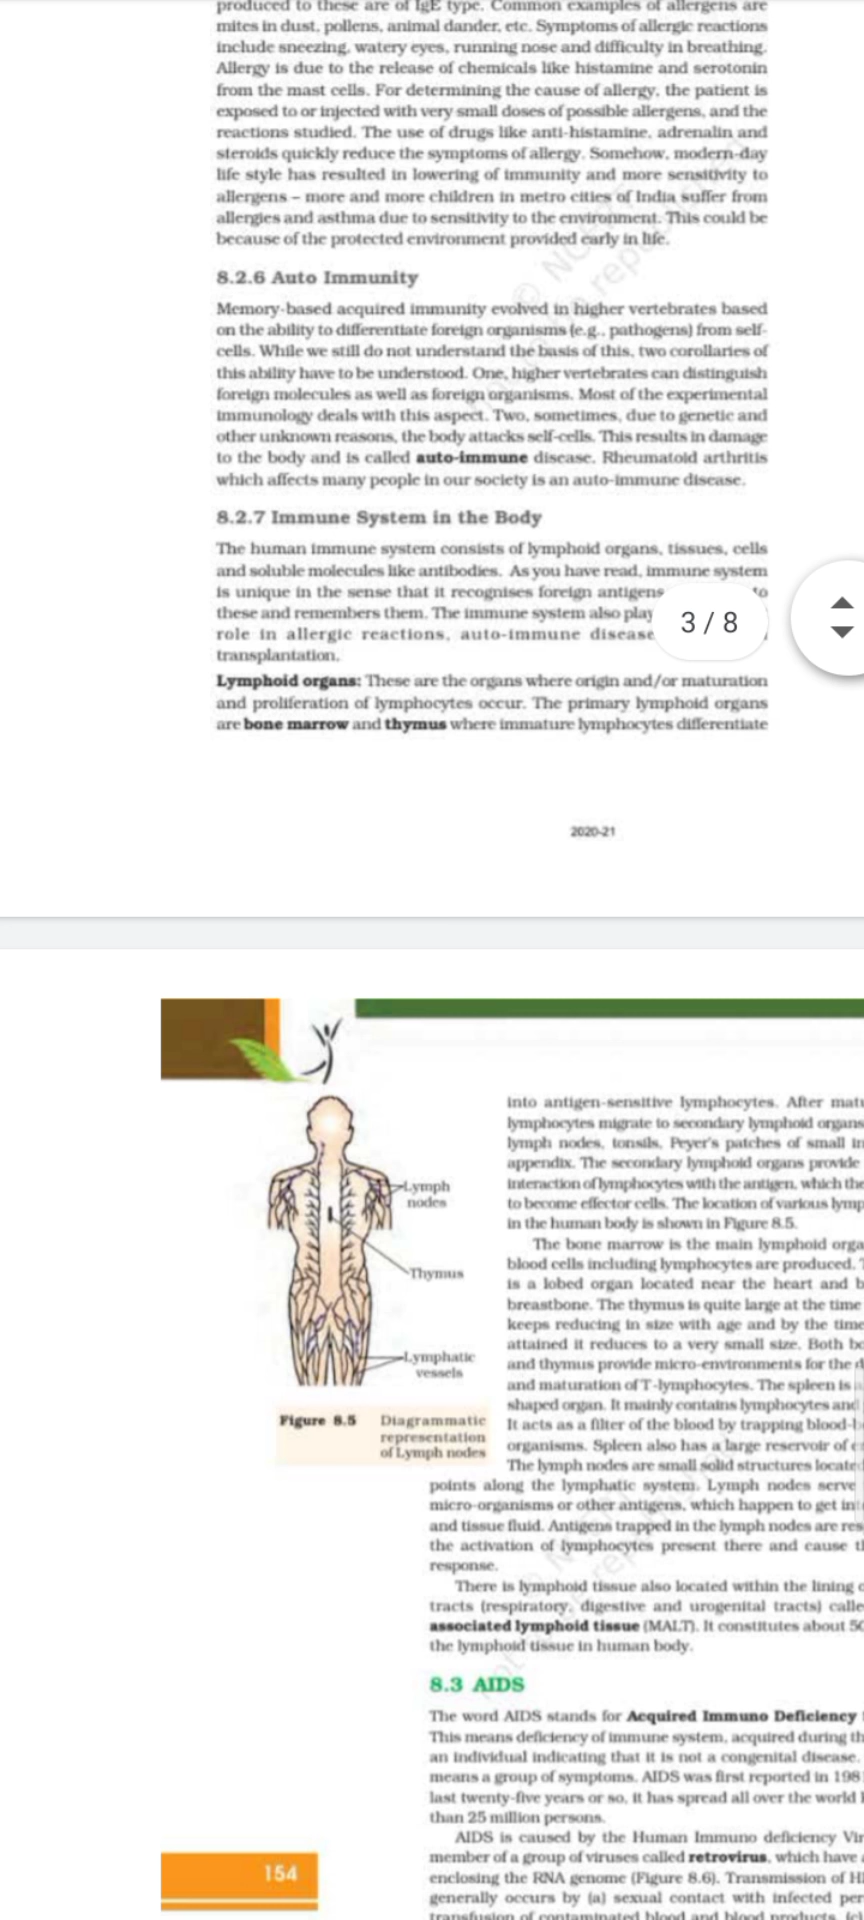 produced to these are of IgE type. Common examples of allergens are
mites in dust, pollens, animal dander, etc. Symptoms of allergic reactions
include sneezing, watery eyes, running nose and difficulty in breathing.
Allergy is due to the release of chemicals like histamine and serotonin
from the mast cells. For determining the cause of allergy, the patient is
exposed to or injected with very small doses of possible allergens, and the
reactions studied. The use of drugs like anti-histamine, adrenalin and
steroids quickly reduce the symptoms of allergy. Somehow, modern-day
life style has resulted in lowering of immunity and more sensitivity to
allergens – more and more children in metro cities of India suffer from
allergies and asthma due to sensitivity to the environment. This could be
because of the protected environment provided early in life.
8.2.6 Auto Immunity
Memory-based acquired immunity evolved in higher vertebrates based
on the ability to differentiate foreign organisms (e.g., pathogens) from self-
cells. While we still do not understand the basis of this, two corollaries of
this ability have to be understood. One, higher vertebrates can distinguish
foreign molecules as well as foreign organisms. Most of the experimental
immunology deals with this aspect. Two, sometimes, due to genetic and
other unknown reasons, the body attacks self-cells. This results in damage
to the body and is called auto-immune disease. Rheumatoid arthritis
which affects many people in our society is an auto-immune disease.
8.2.7 Immune System in the Body
The human immune system consists of lymphoid organs, tissues, cells
and soluble molecules like antibodies. As you have read, immune system
is unique in the sense that it recognises foreign antigens to
these and remembers them. The immune system also play
role in allergic reactions, auto-immune disease
transplantation.
3 / 8
Lymphoid organs: These are the organs where origin and/or maturation
and proliferation of lymphocytes occur. The primary lymphoid organs
are bone marrow and thymus where immature lymphocytes differentiate
2020-21
Lymph
nodes
Thymus
Lymphatic
vessels
Figure 8.5 Diagrammatic
representation
of Lymph nodes
into antigen-sensitive lymphocytes. After matu
lymphocytes migrate to secondary lymphoid organs
lymph nodes, tonsils, Peyer's patches of small in
appendix. The secondary lymphoid organs provide
interaction of lymphocytes with the antigen, which the
to become effector cells. The location of various lymp
in the human body is shown in Figure 8.5.
The bone marrow is the main lymphoid orga
blood cells including lymphocytes are produced. T
is a lobed organ located near the heart and b
breastbone. The thymus is quite large at the time
keeps reducing in size with age and by the time
attained it reduces to a very small size. Both bo
and thymus provide micro-environments for the d
and maturation of T-lymphocytes. The spleen is a
shaped organ. It mainly contains lymphocytes and
It acts as a filter of the blood by trapping blood-b
organisms. Spleen also has a large reservoir of e
The lymph nodes are small solid structures locate
points along the lymphatic system. Lymph nodes serve
micro-organisms or other antigens, which happen to get int
and tissue fluid. Antigens trapped in the lymph nodes are res
the activation of lymphocytes present there and cause th
response.
There is lymphoid tissue also located within the lining o
tracts (respiratory, digestive and urogenital tracts) calle
associated lymphoid tissue (MALT). It constitutes about 50
the lymphoid tissue in human body.
8.3 AIDS
The word AIDS stands for Acquired Immuno Deficiency
This means deficiency of immune system, acquired during th
an individual indicating that it is not a congenital disease.
means a group of symptoms. AIDS was first reported in 198
last twenty-five years or so, it has spread all over the world
than 25 million persons.
AIDS is caused by the Human Immuno deficiency Vir
member of a group of viruses called retrovirus, which have a
enclosing the RNA genome (Figure 8.6). Transmission of HI
generally occurs by (a) sexual contact with infected per
transfusion of contaminated blood and blood products, (c)
154